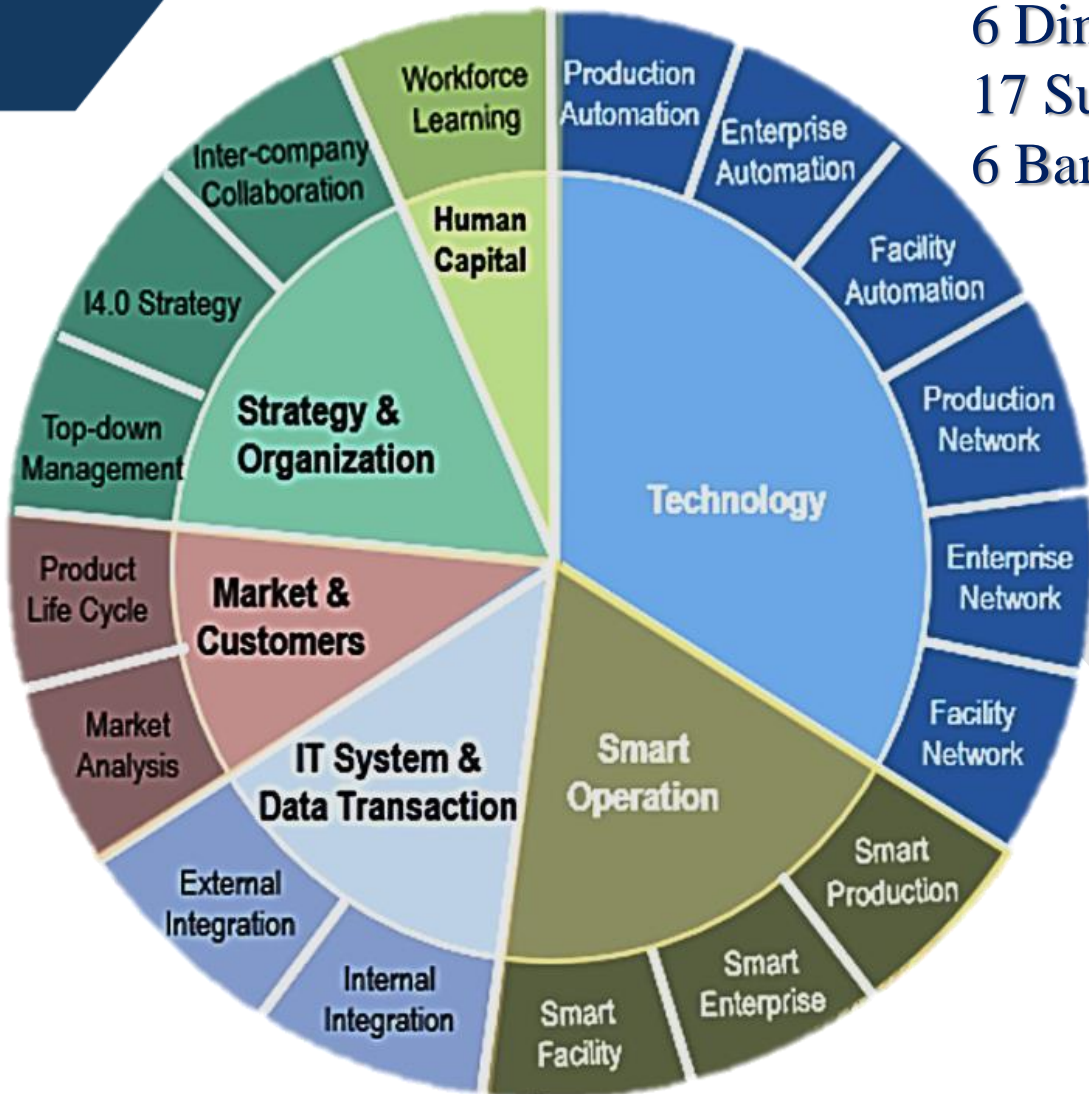 6 Di
17 Su
6 Ba
Workforce
Learning
Production
Automation
Enterprise
Automation
Facility
Automation
Production
Network
Enterprise
Network
Facility
Network
Smart
Production
Smart
Enterprise
Smart
Facility
Internal
Integration
External
Integration
Market
Analysis
Product
Life Cycle
Top-down
Management
I4.0 Strategy
Inter-company
Collaboration
Human
Capital
Technology
Smart
Operation
IT System &
Data Transaction
Market &
Customers
Strategy &
Organization